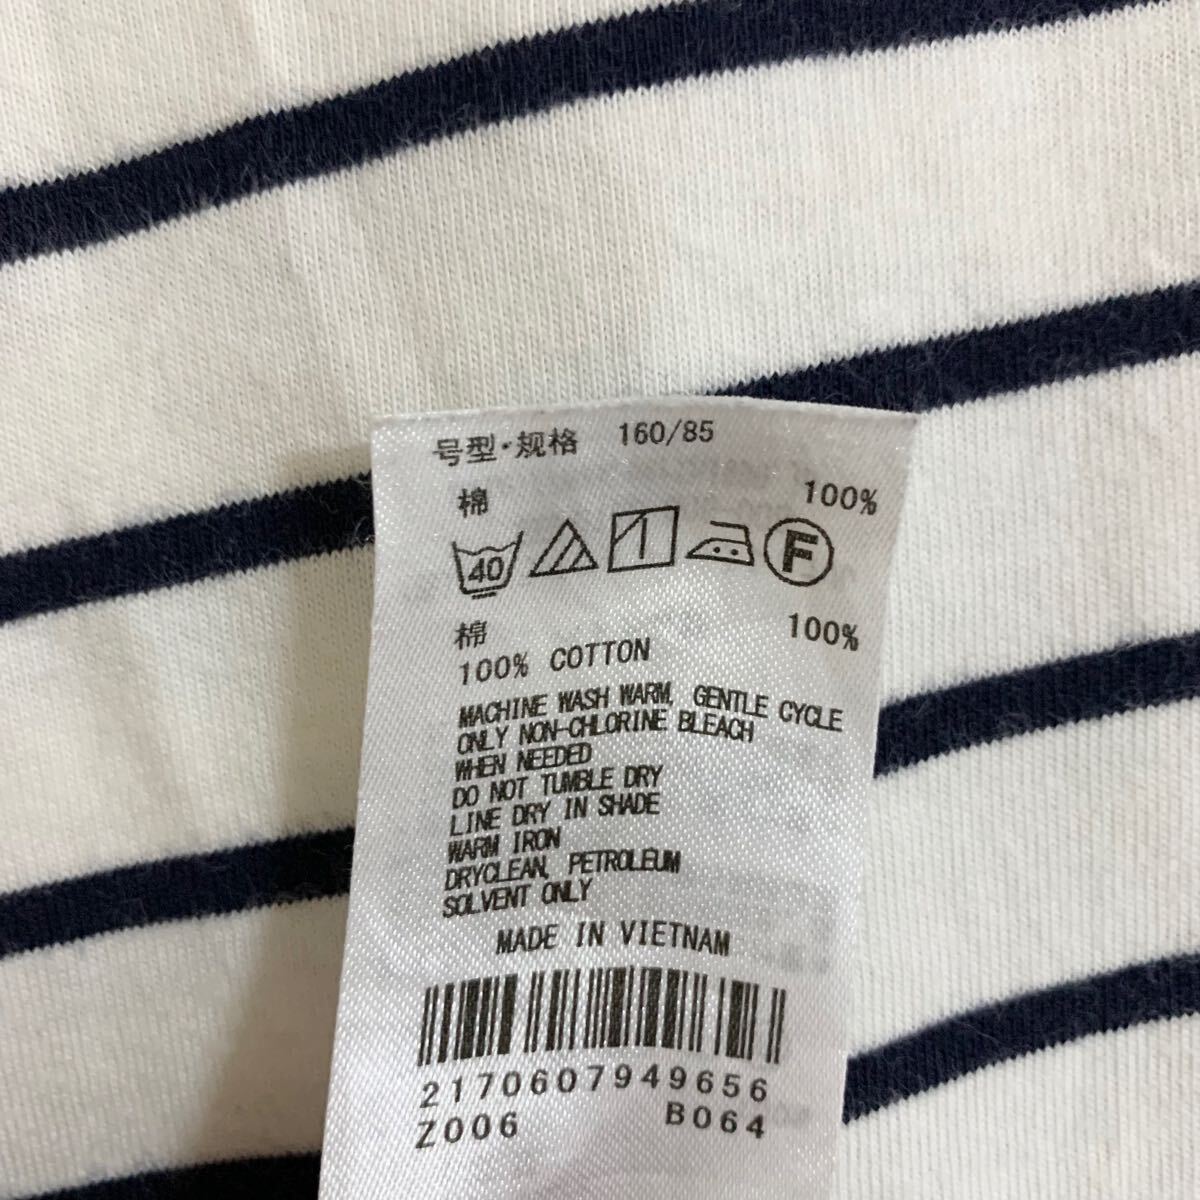 号型·规格 160/85
棉 100%
40 F
棉 100%
100% COTTON
MACHINE WASH WARM, GENTLE CYCLE
ONLY NON-CHLORINE BLEACH
WHEN NEEDED
DO NOT TUMBLE DRY
LINE DRY IN SHADE
WARM IRON
DRYCLEAN, PETROLEUM
SOLVENT ONLY
MADE IN VIETNAM
2170607949656
Z006 B064